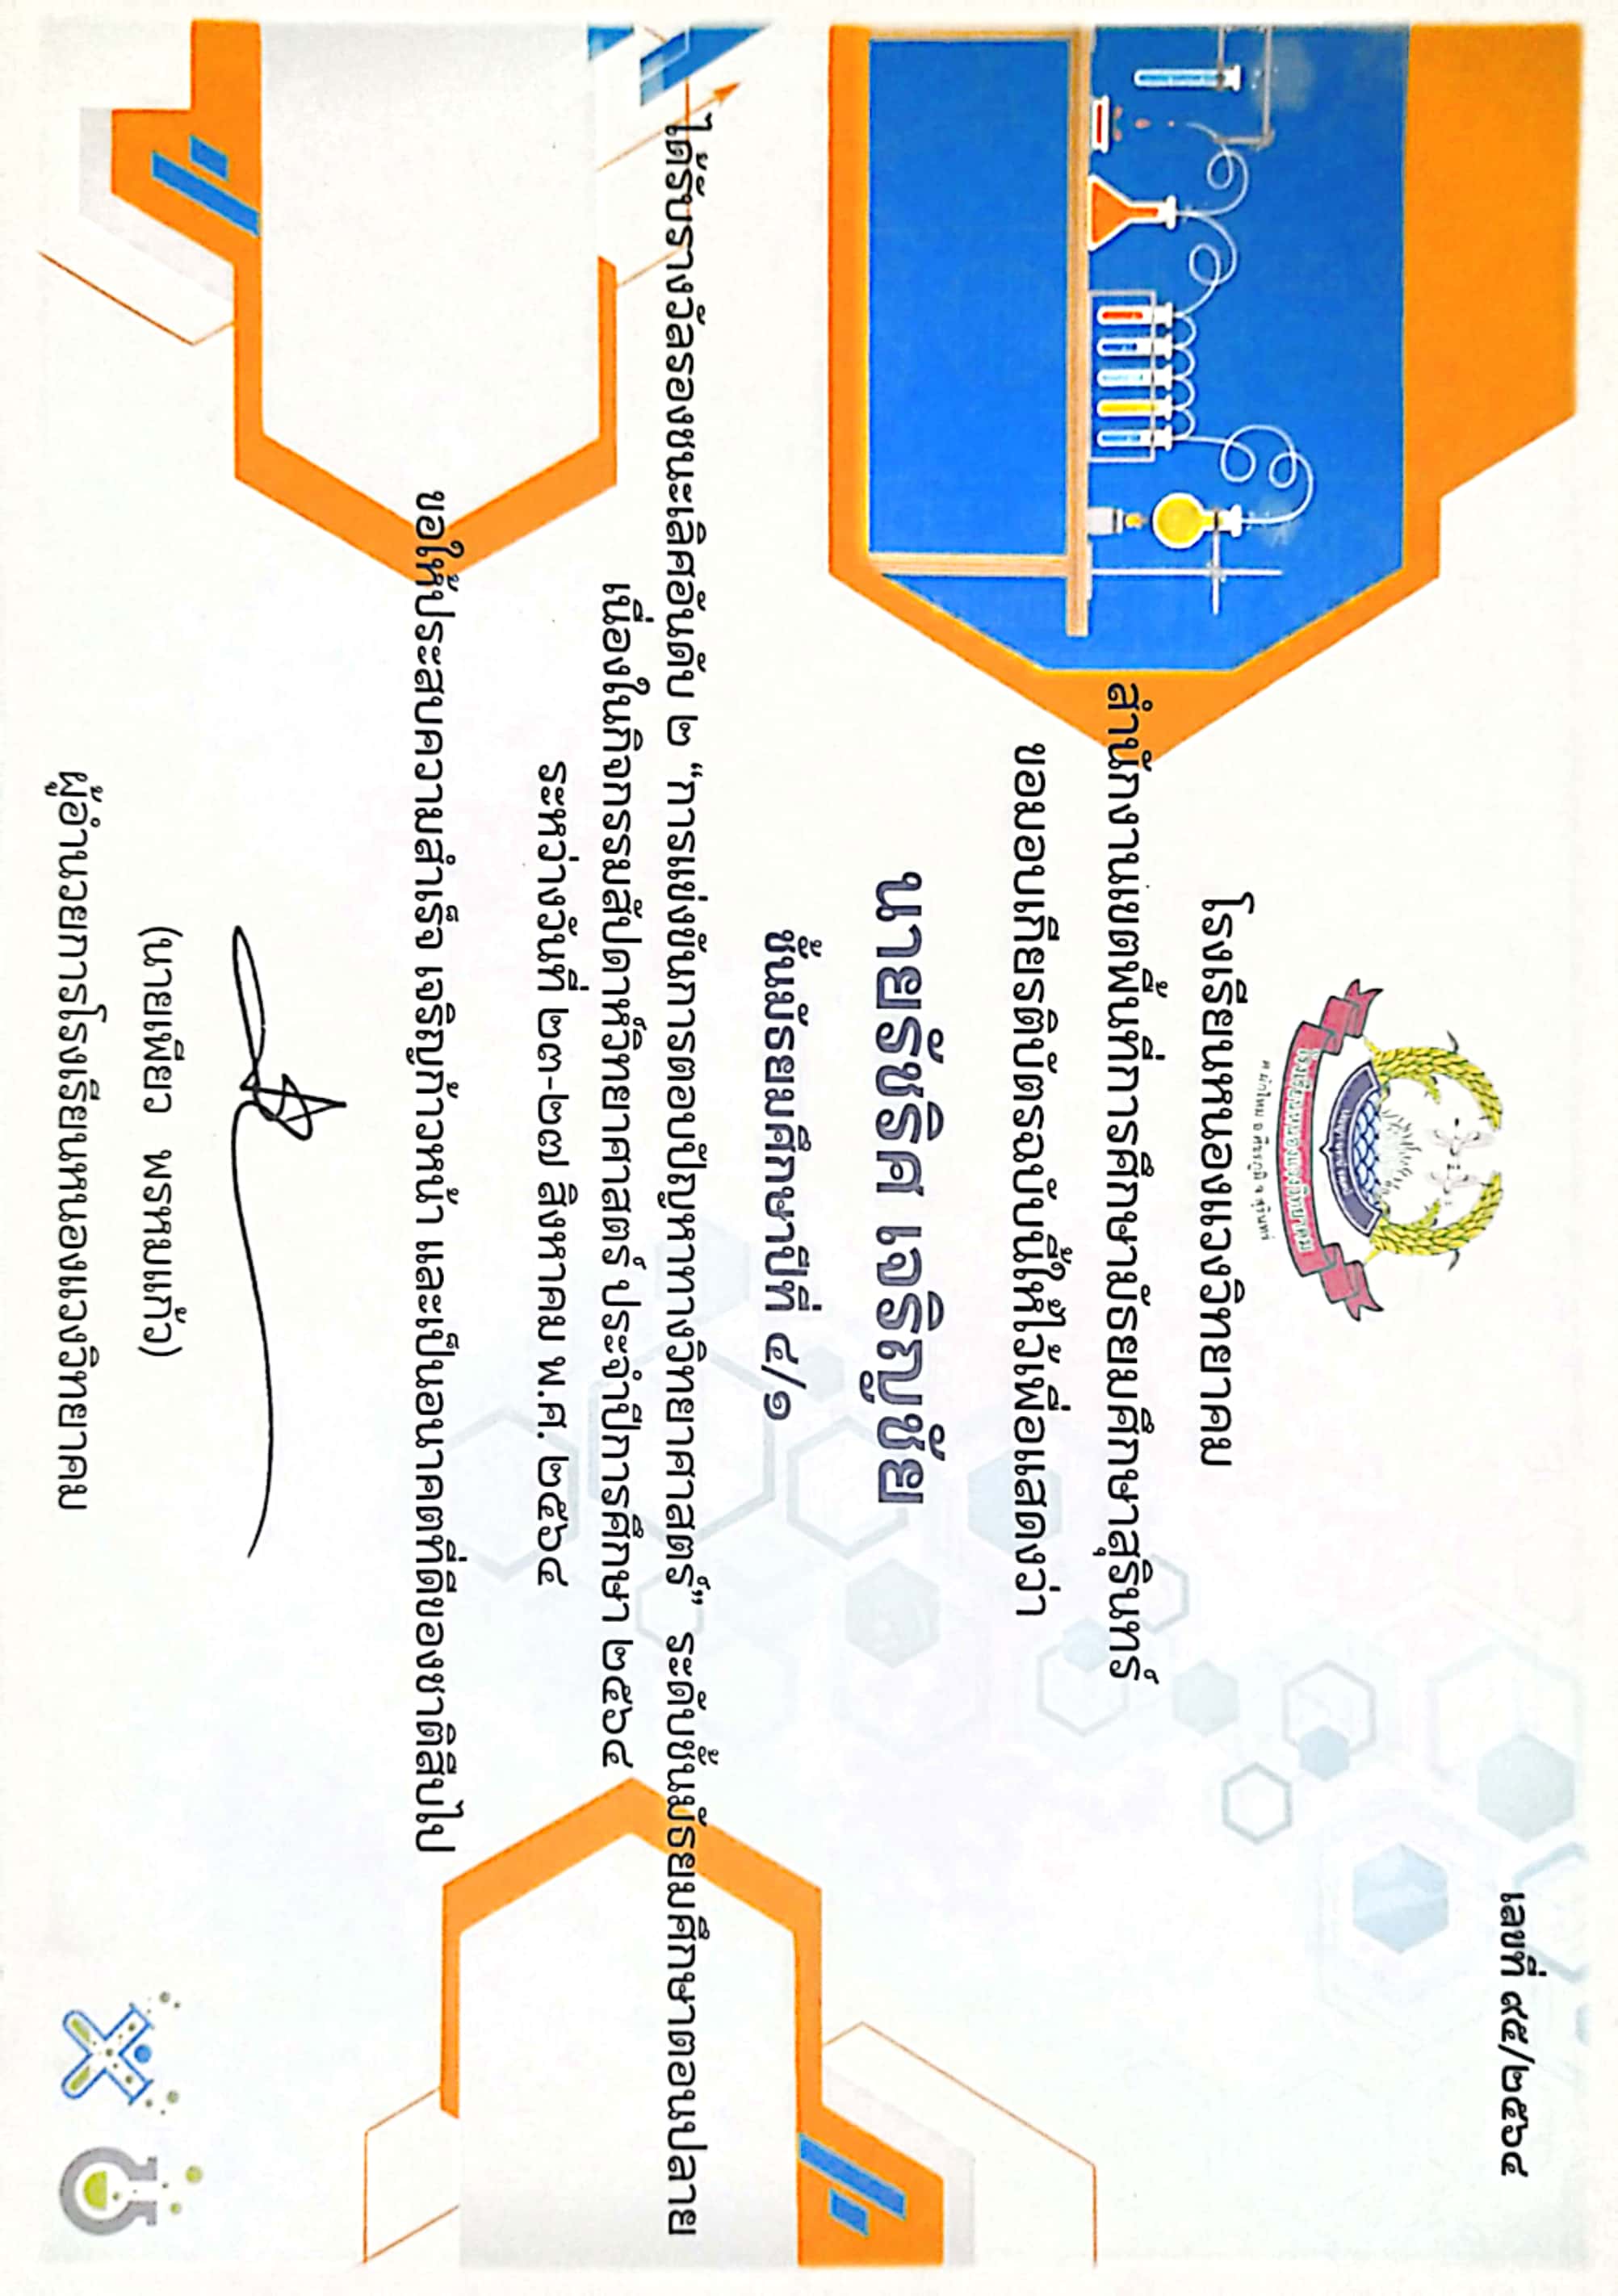 เลขที่ ๙๕/๒๕๖๔
โรงเรียนหนองแวงวิทยาคม
ต.ผักไหม อ.ศีขรภูมิ จ.สุรินทร์
โรงเรียนหนองแวงวิทยาคม
สำนักงานเขตพื้นที่การศึกษามัธยมศึกษาสุรินทร์
ขอมอบเกียรติบัตรฉบับนี้ให้ไว้เพื่อแสดงว่า
นายรัชริศ เจริญชัย
ชั้นมัธยมศึกษาปีที่ ๔/๑
ได้รับรางวัลรองชนะเลิศอันดับ ๒ “การแข่งขันการตอบปัญหาทางวิทยาศาสตร์” ระดับชั้นมัธยมศึกษาตอนปลาย
เนื่องในกิจกรรมสัปดาห์วิทยาศาสตร์ ประจำปีการศึกษา ๒๕๖๔
ระหว่างวันที่ ๒๓-๒๗ สิงหาคม พ.ศ. ๒๕๖๔
ขอให้ประสบความสำเร็จ เจริญก้าวหน้า และเป็นอนาคตที่ดีของชาติสืบไป
(นายเพียว พรหมแก้ว)
ผู้อำนวยการโรงเรียนหนองแวงวิทยาคม